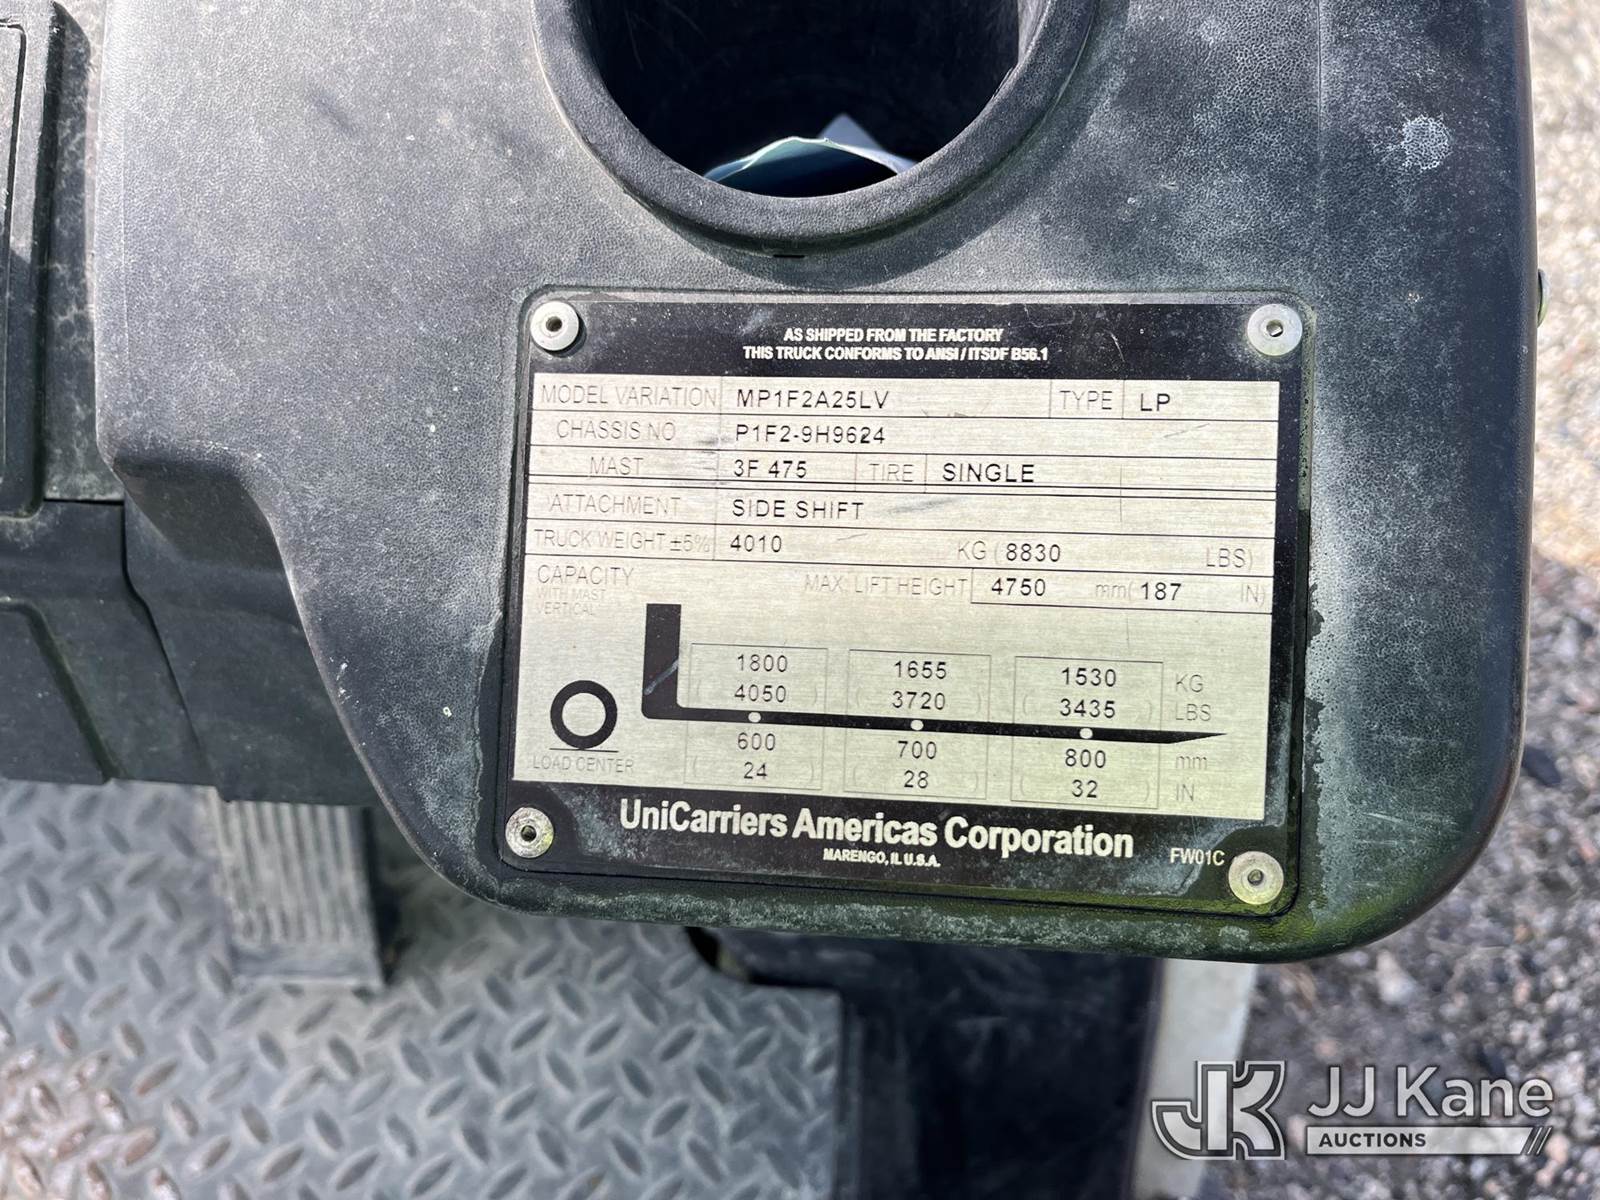 AS SHIPPED FROM THE FACTORY
THIS TRUCK CONFORMS TO ANSI / ITSDF B56.1
MODEL VARIATION MP1F2A25LV TYPE LP
CHASSIS NO P1F2-9H9624
MAST 3F 475 TIRE SINGLE
ATTACHMENT SIDE SHIFT
TRUCK WEIGHT ±5% 4010 KG ( 8830 LBS)
CAPACITY MAX. LIFT HEIGHT 4750 mm( 187 IN)
WITH MAST
VERTICAL
1800 1655 1530 KG
( 4050 ) ( 3720 ) ( 3435 ) LBS
600 700 800 mm
LOAD CENTER ( 24 ) ( 28 ) ( 32 ) IN
UniCarriers Americas Corporation
MARENGO, IL U.S.A. FW01C
JK JJ Kane
AUCTIONS